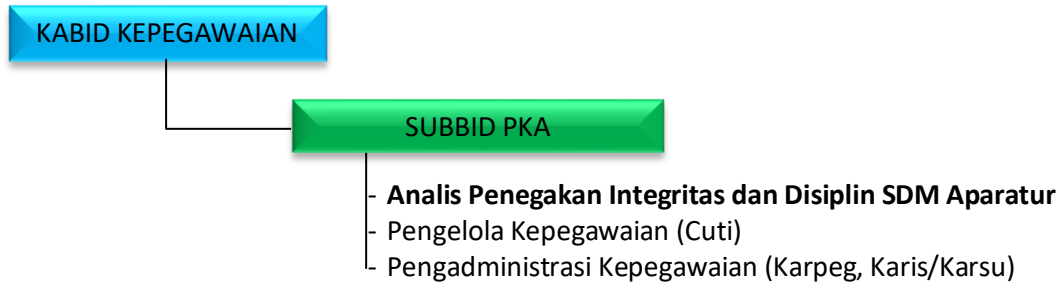 KABID KEPEGAWAIAN
SUBBID PKA
- Analis Penegakan Integritas dan Disiplin SDM Aparatur
- Pengelola Kepegawaian (Cuti)
- Pengadministrasi Kepegawaian (Karpeg, Karis/Karsu)